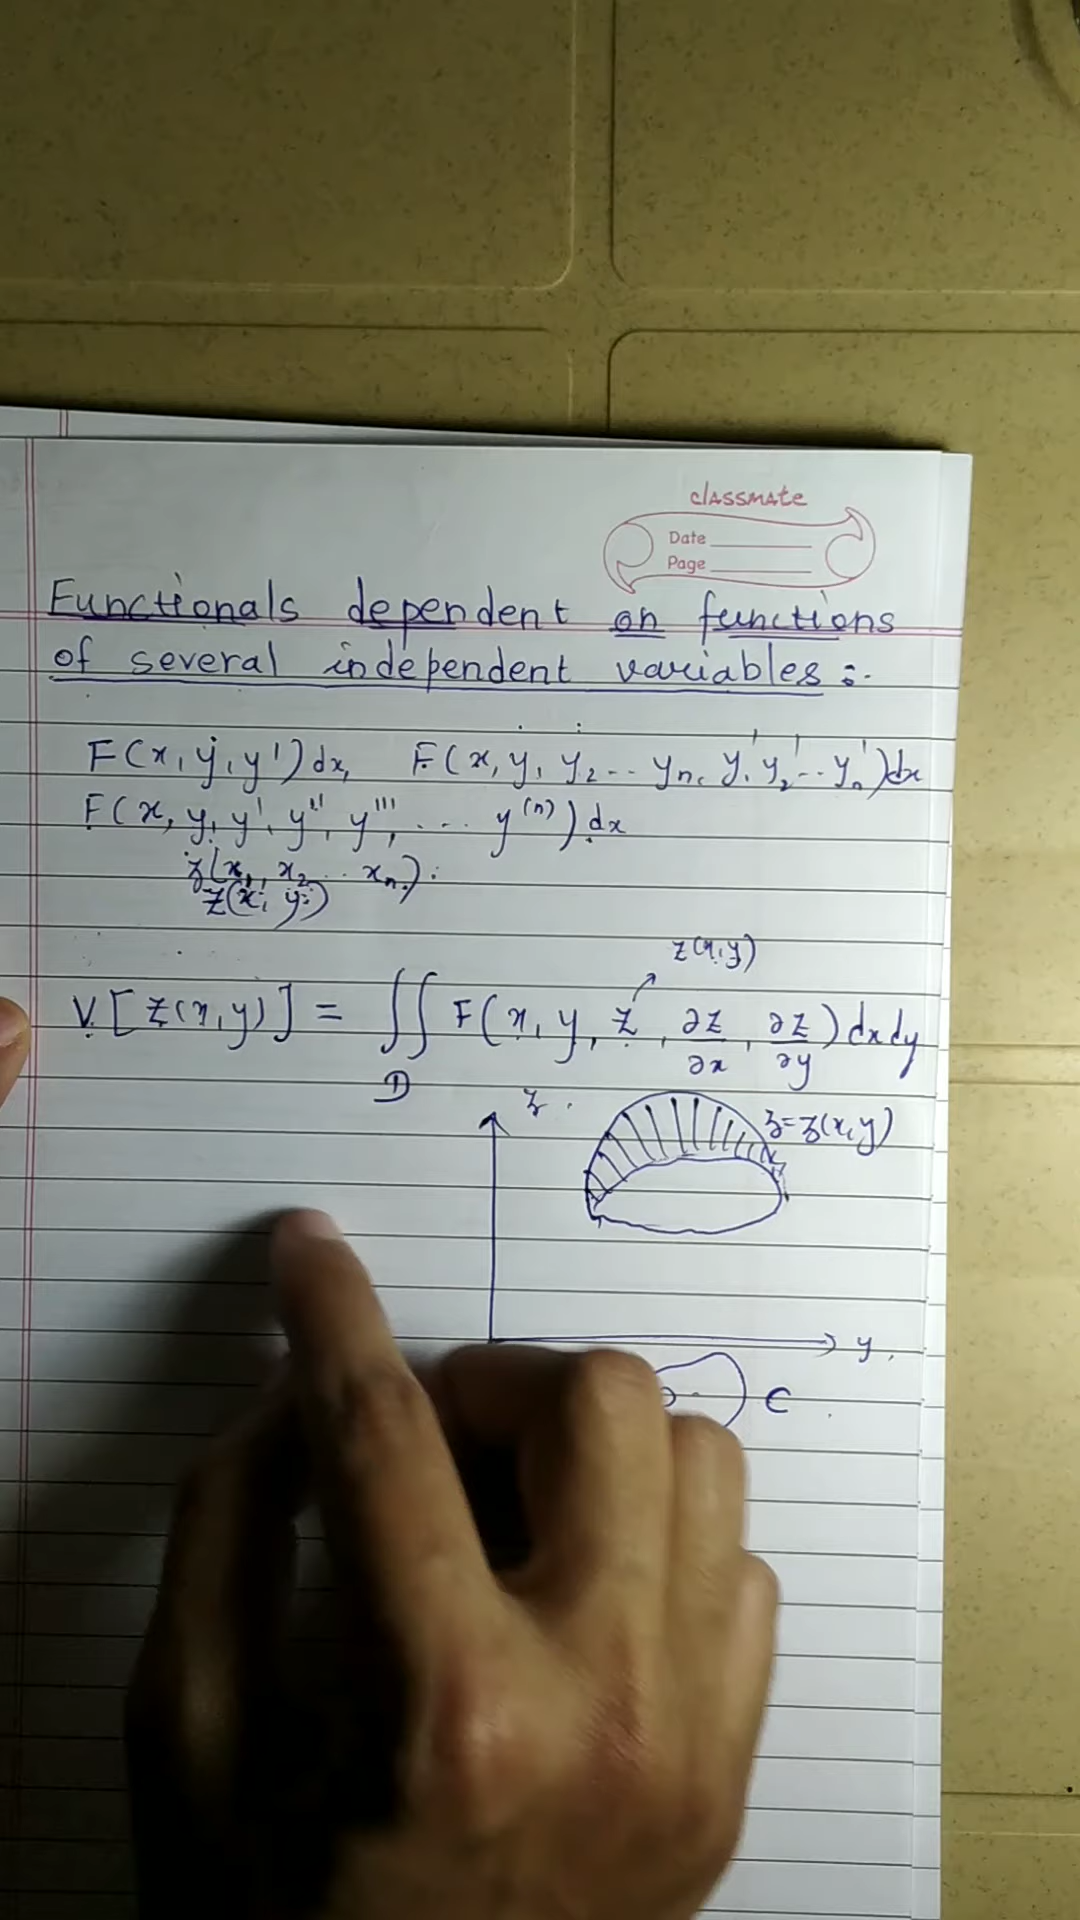 classmate
Date
Page
Functionals dependent on functions
of several independent variables :-
F(x, y, y')dx, F(x, y, y₂ -- yₙ, y₁' y₂' -- yₙ')dx
F(x, y, y', y'', y''', .... y⁽ⁿ⁾)dx
z(x₁, x₂ .. xₙ).
z(x, y)
z(x,y)
V[z(x,y)] = ∬ F(x, y, z, ∂z/∂x, ∂z/∂y) dx dy
D
z
z=z(x,y)
y
C